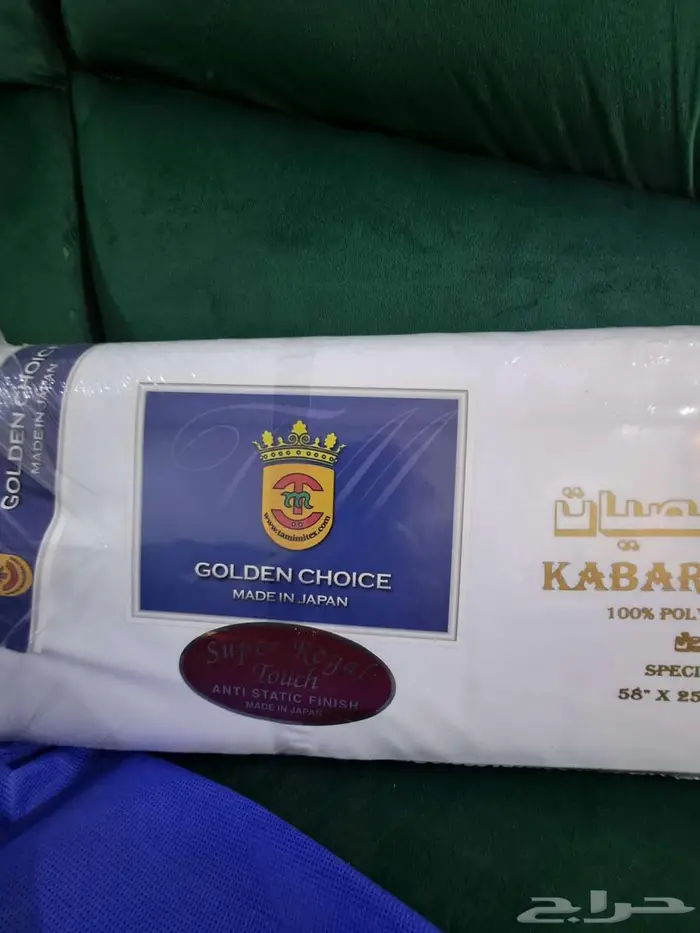 GOLDEN CHOICE
MADE IN JAPAN
TM
www.tamimitex.com
GOLDEN CHOICE
MADE IN JAPAN
Super Royal
Touch
ANTI STATIC FINISH
MADE IN JAPAN
KABAR
100% POLY
SPECI
58" X 25
حراج